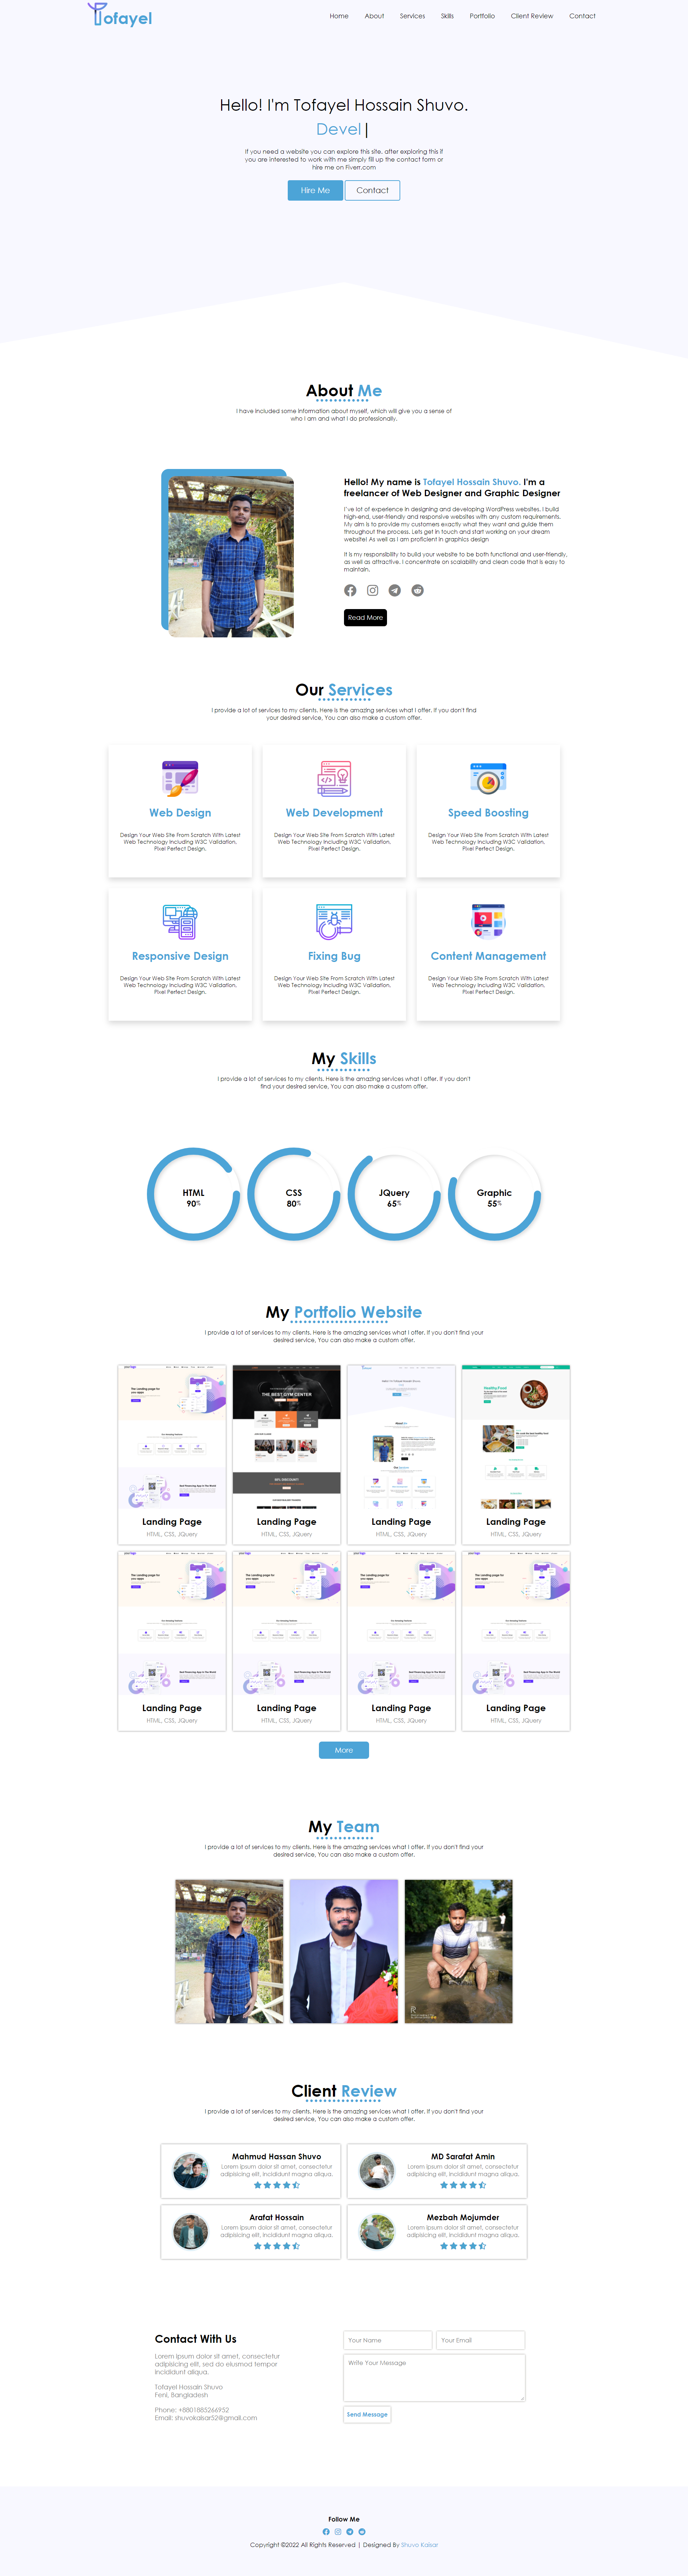 Tofayel
Home About Services Skills Portfolio Client Review Contact
Hello! I'm Tofayel Hossain Shuvo.
Devel|
If you need a website you can explore this site, after exploring this if
you are interested to work with me simply fill up the contact form or
hire me on Fiverr.com
Hire Me Contact
About Me
I have included some information about myself, which will give you a sense of
who I am and what I do professionally.
Hello! My name is Tofayel Hossain Shuvo. I'm a
freelancer of Web Designer and Graphic Designer
I've lot of experience in designing and developing WordPress websites. I build
high-end, user-friendly and responsive websites with any custom requirements.
My aim is to provide my customers exactly what they want and guide them
throughout the process. Lets get in touch and start working on your dream
website! As well as I am proficient in graphics design
It is my responsibility to build your website to be both functional and user-friendly,
as well as attractive. I concentrate on scalability and clean code that is easy to
maintain.
Read More
Our Services
I provide a lot of services to my clients. Here is the amazing services what I offer. If you don't find
your desired service, You can also make a custom offer.
Web Design
Design Your Web Site From Scratch With Latest
Web Technology Including W3C Validation,
Pixel Perfect Design.
Web Development
Design Your Web Site From Scratch With Latest
Web Technology Including W3C Validation,
Pixel Perfect Design.
Speed Boosting
Design Your Web Site From Scratch With Latest
Web Technology Including W3C Validation,
Pixel Perfect Design.
Responsive Design
Design Your Web Site From Scratch With Latest
Web Technology Including W3C Validation,
Pixel Perfect Design.
Fixing Bug
Design Your Web Site From Scratch With Latest
Web Technology Including W3C Validation,
Pixel Perfect Design.
Content Management
Design Your Web Site From Scratch With Latest
Web Technology Including W3C Validation,
Pixel Perfect Design.
My Skills
I provide a lot of services to my clients. Here is the amazing services what I offer. If you don't
find your desired service, You can also make a custom offer.
HTML
90%
CSS
80%
JQuery
65%
Graphic
55%
My Portfolio Website
I provide a lot of services to my clients. Here is the amazing services what I offer. If you don't find your
desired service, You can also make a custom offer.
THE BEST GYM CENTER
Landing Page
HTML, CSS, JQuery
Landing Page
HTML, CSS, JQuery
Landing Page
HTML, CSS, JQuery
Landing Page
HTML, CSS, JQuery
Landing Page
HTML, CSS, JQuery
Landing Page
HTML, CSS, JQuery
Landing Page
HTML, CSS, JQuery
Landing Page
HTML, CSS, JQuery
More
My Team
I provide a lot of services to my clients. Here is the amazing services what I offer. If you don't find your
desired service, You can also make a custom offer.
Client Review
I provide a lot of services to my clients. Here is the amazing services what I offer. If you don't find your
desired service, You can also make a custom offer.
Mahmud Hassan Shuvo
Lorem ipsum dolor sit amet, consectetur
adipisicing elit, incididunt magna aliqua.
MD Sarafat Amin
Lorem ipsum dolor sit amet, consectetur
adipisicing elit, incididunt magna aliqua.
Arafat Hossain
Lorem ipsum dolor sit amet, consectetur
adipisicing elit, incididunt magna aliqua.
Mezbah Mojumder
Lorem ipsum dolor sit amet, consectetur
adipisicing elit, incididunt magna aliqua.
Contact With Us
Lorem ipsum dolor sit amet, consectetur
adipisicing elit, sed do eiusmod tempor
incididunt aliqua.
Tofayel Hossain Shuvo
Feni, Bangladesh
Phone: +8801885266952
Email: shuvokaisar52@gmail.com
Your Name
Your Email
Write Your Message
Send Message
Follow Me
Copyright ©2022 All Rights Reserved | Designed By Shuvo Kaisar